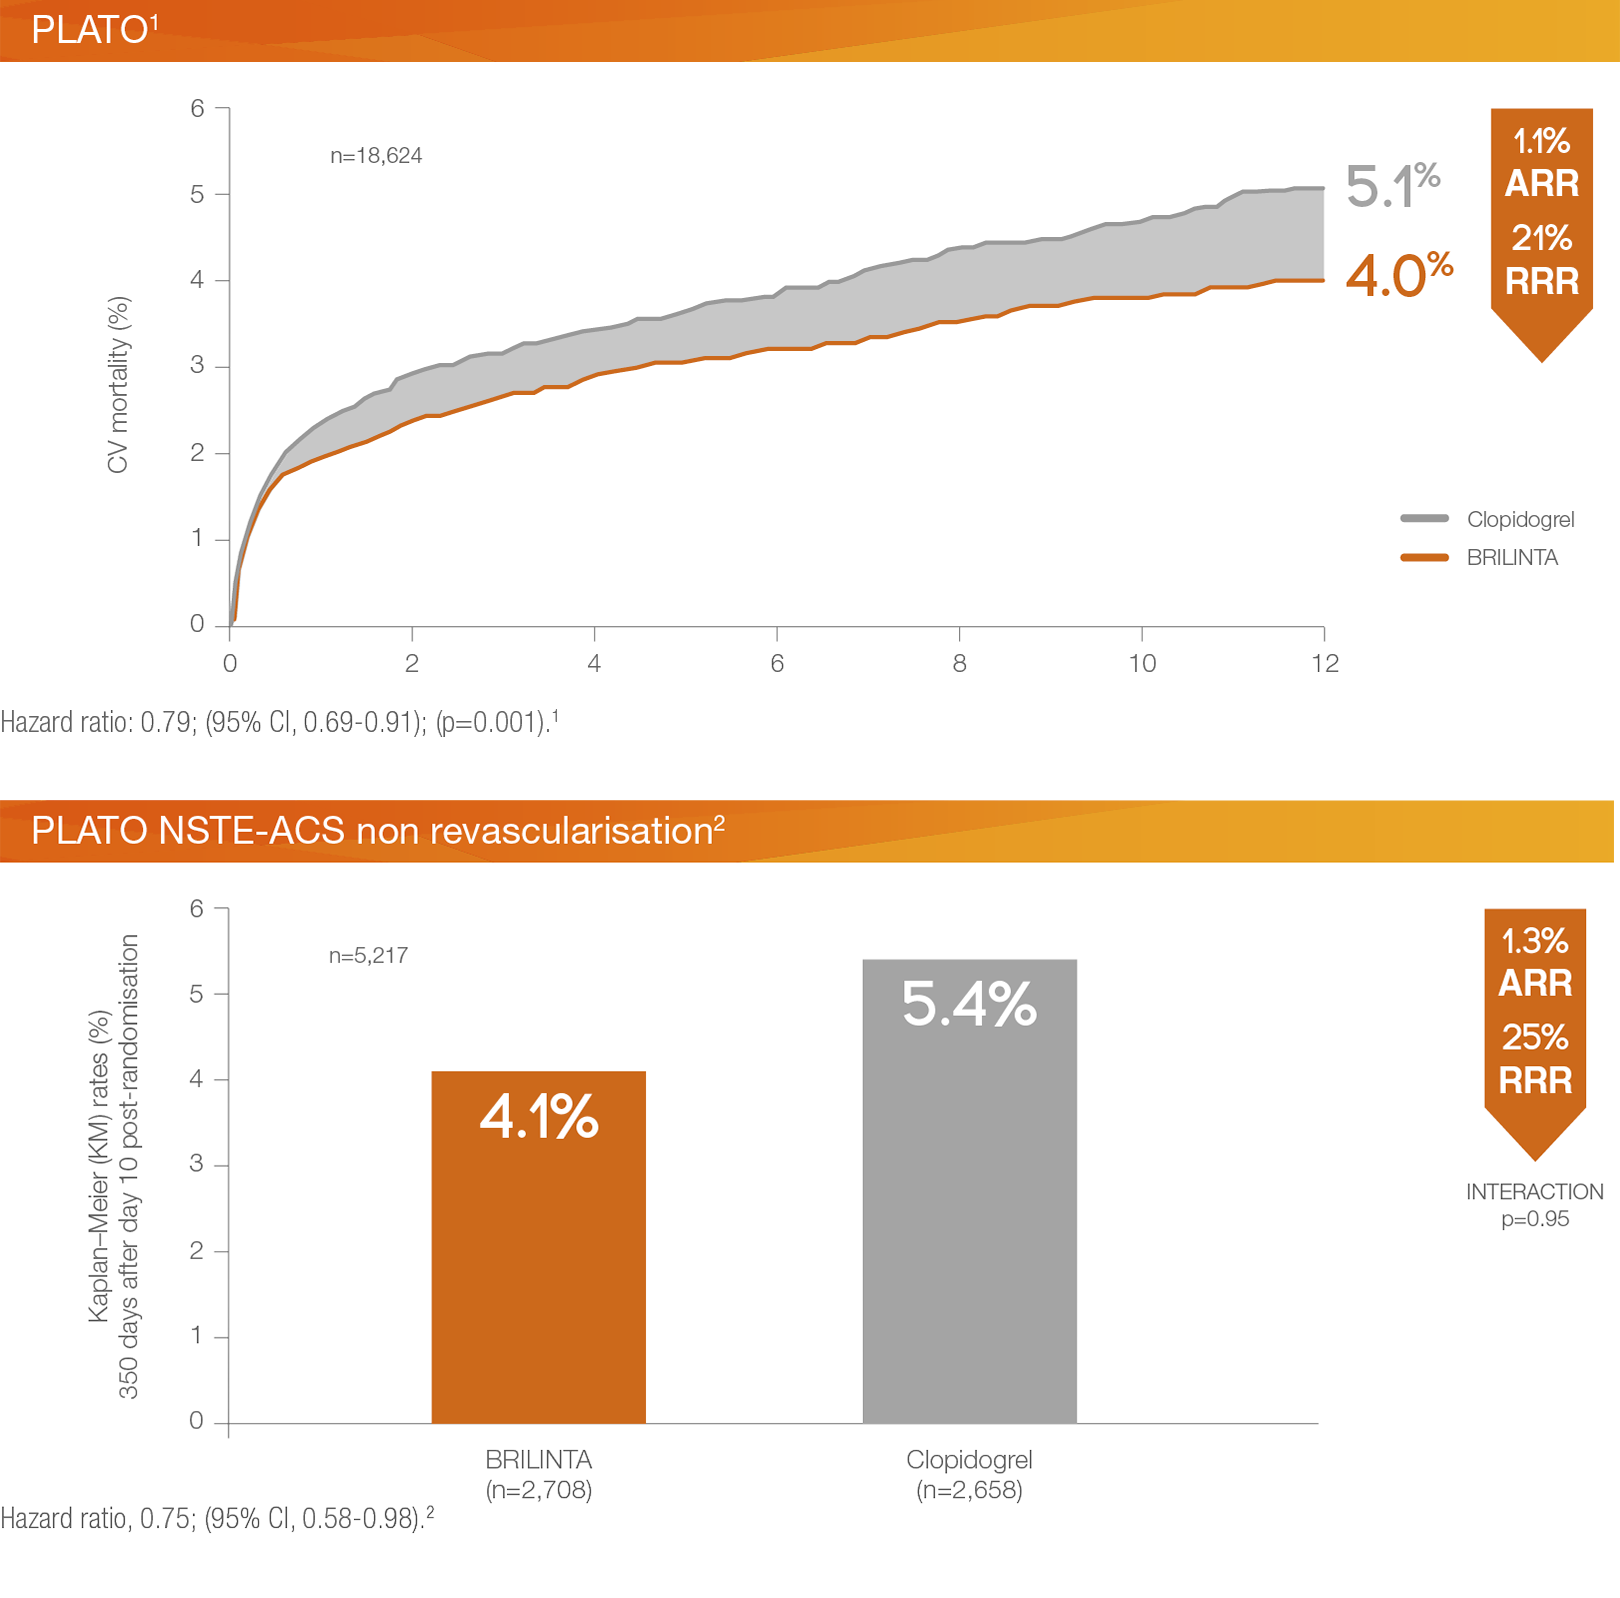 PLATO¹
6
5
4
3
2
1
0
CV mortality (%)
n=18,624
5.1%
4.0%
1.1%
ARR
21%
RRR
Clopidogrel
BRILINTA
0 2 4 6 8 10 12
Hazard ratio: 0.79; (95% CI, 0.69-0.91); (p=0.001).¹
PLATO NSTE-ACS non revascularisation²
6
5
4
3
2
1
0
Kaplan–Meier (KM) rates (%)
350 days after day 10 post-randomisation
n=5,217
4.1%
5.4%
1.3%
ARR
25%
RRR
INTERACTION
p=0.95
BRILINTA
(n=2,708)
Clopidogrel
(n=2,658)
Hazard ratio, 0.75; (95% CI, 0.58-0.98).²